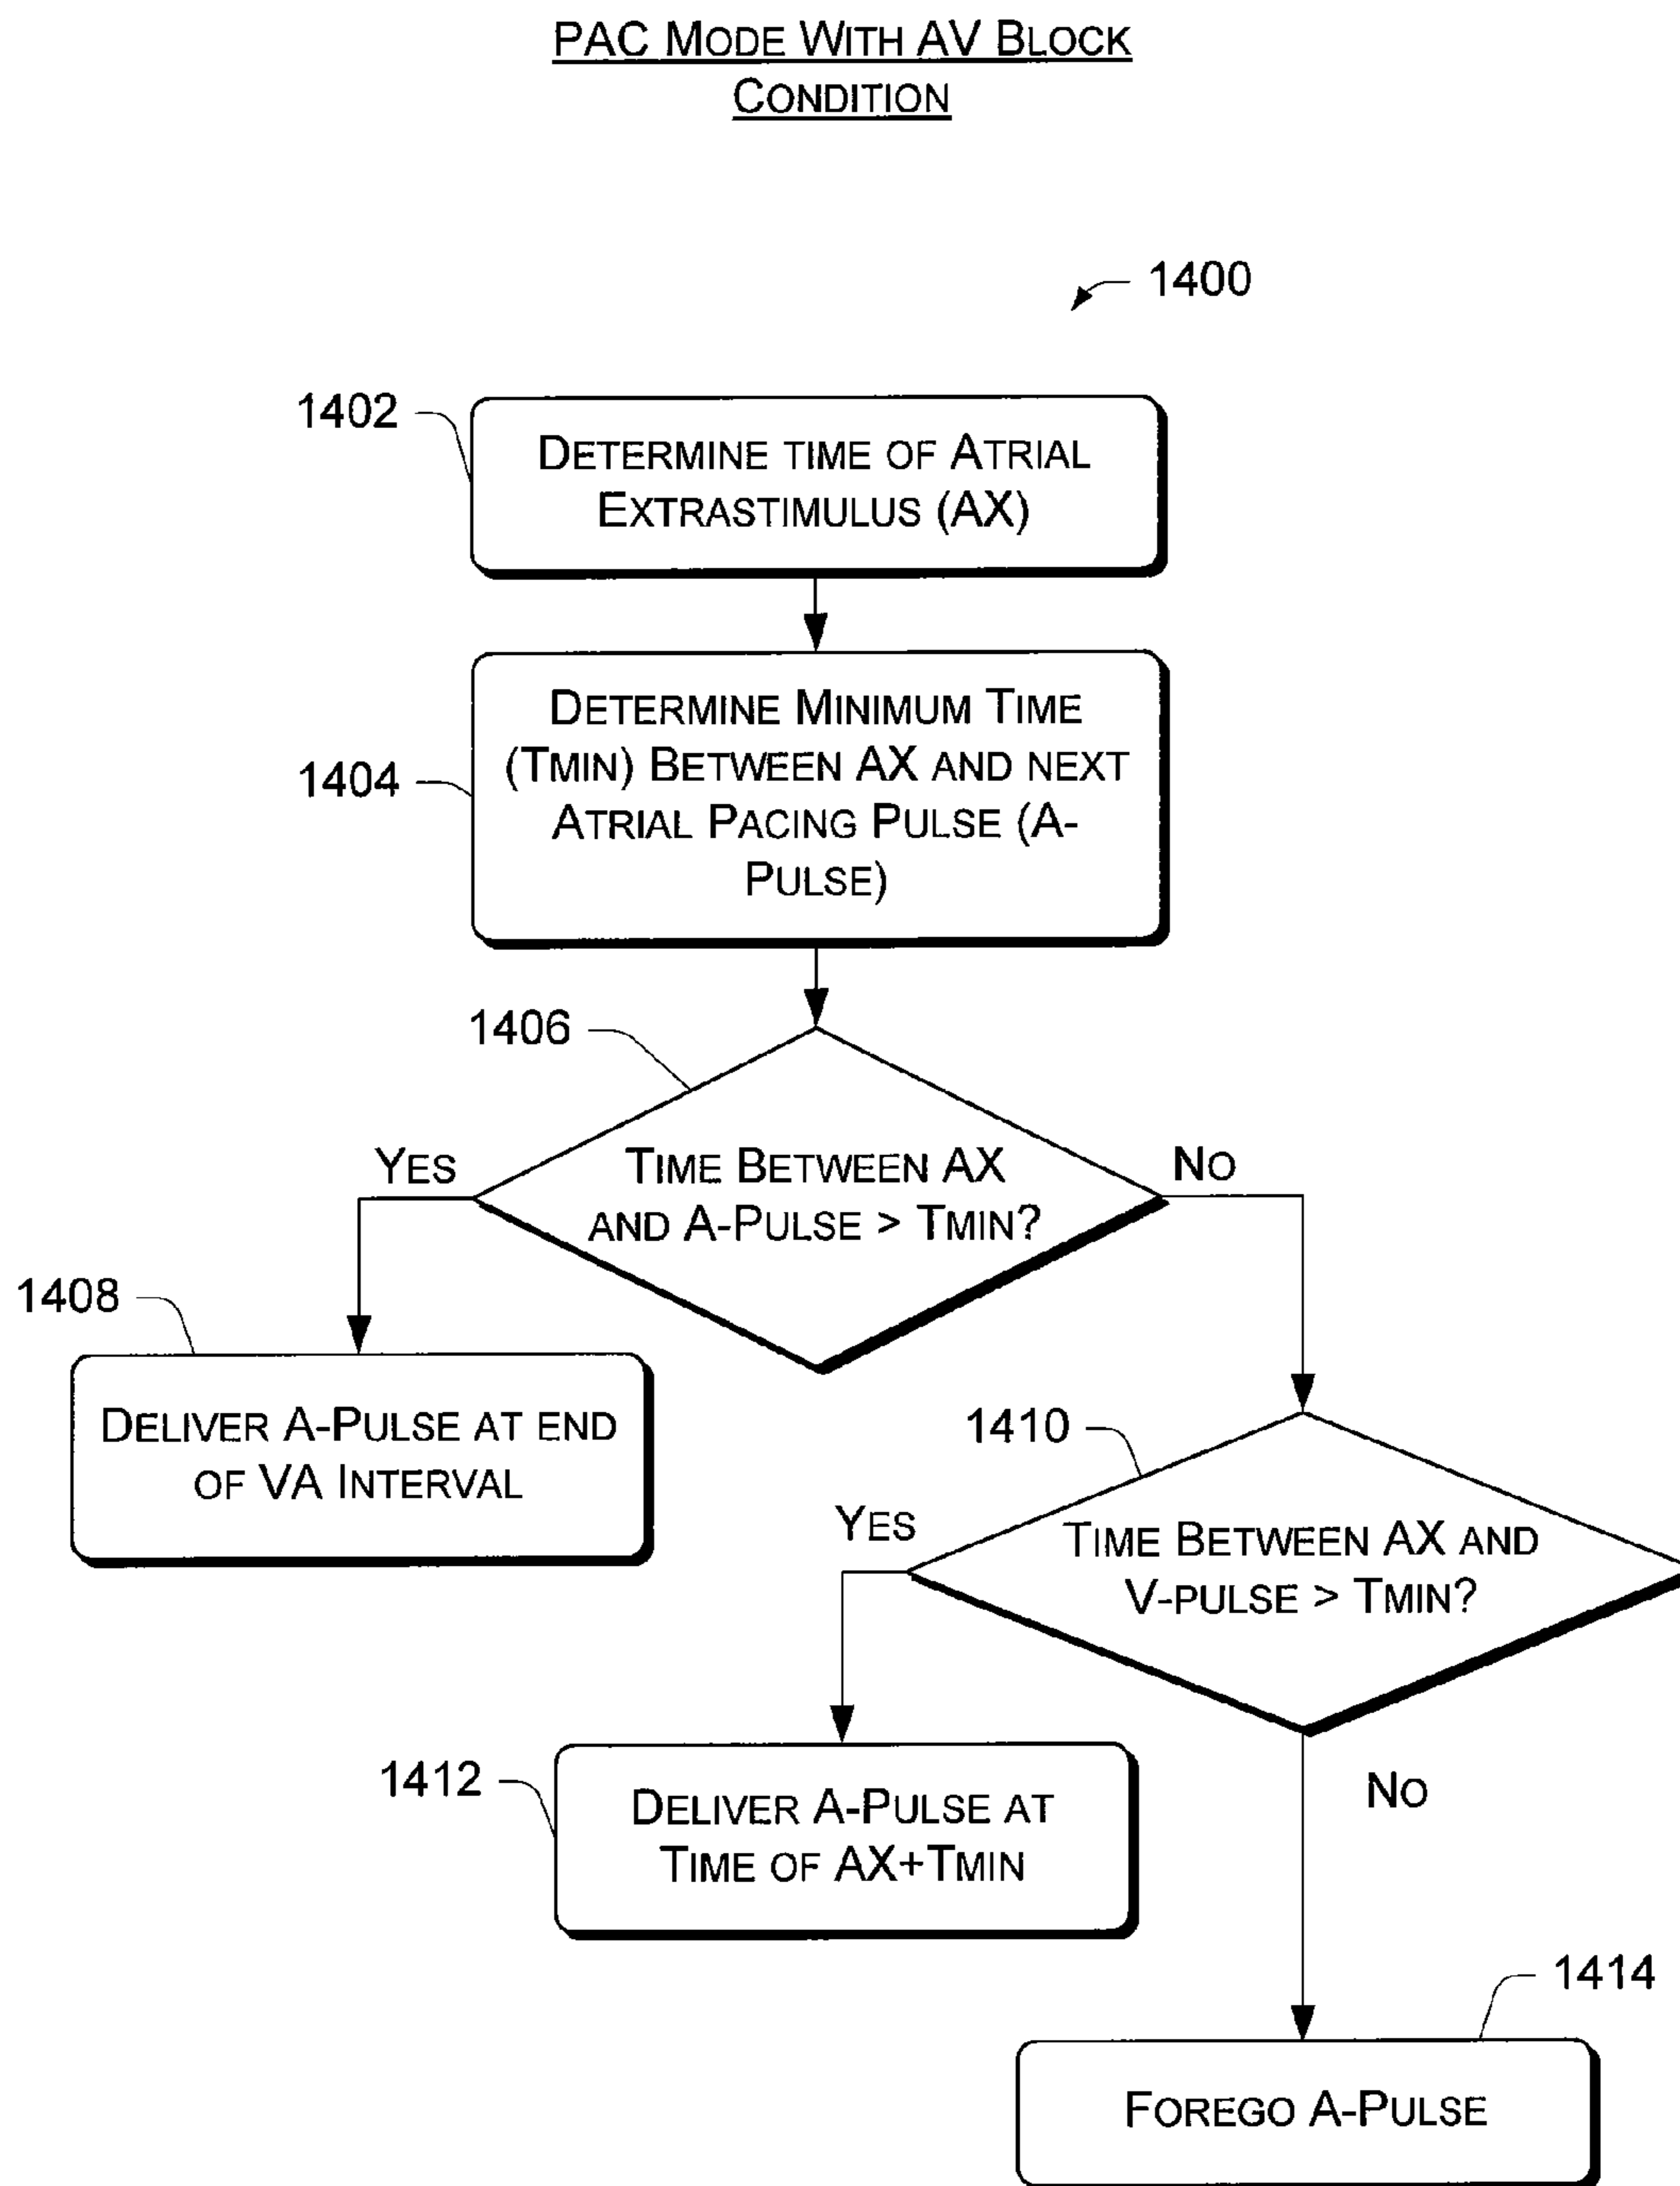 PAC MODE WITH AV BLOCK
CONDITION
1400
1402
DETERMINE TIME OF ATRIAL
EXTRASTIMULUS (AX)
1404
DETERMINE MINIMUM TIME
(TMIN) BETWEEN AX AND NEXT
ATRIAL PACING PULSE (A-
PULSE)
1406
YES
TIME BETWEEN AX
AND A-PULSE > TMIN?
NO
1408
DELIVER A-PULSE AT END
OF VA INTERVAL
1410
YES
TIME BETWEEN AX AND
V-PULSE > TMIN?
1412
DELIVER A-PULSE AT
TIME OF AX+TMIN
NO
1414
FOREGO A-PULSE